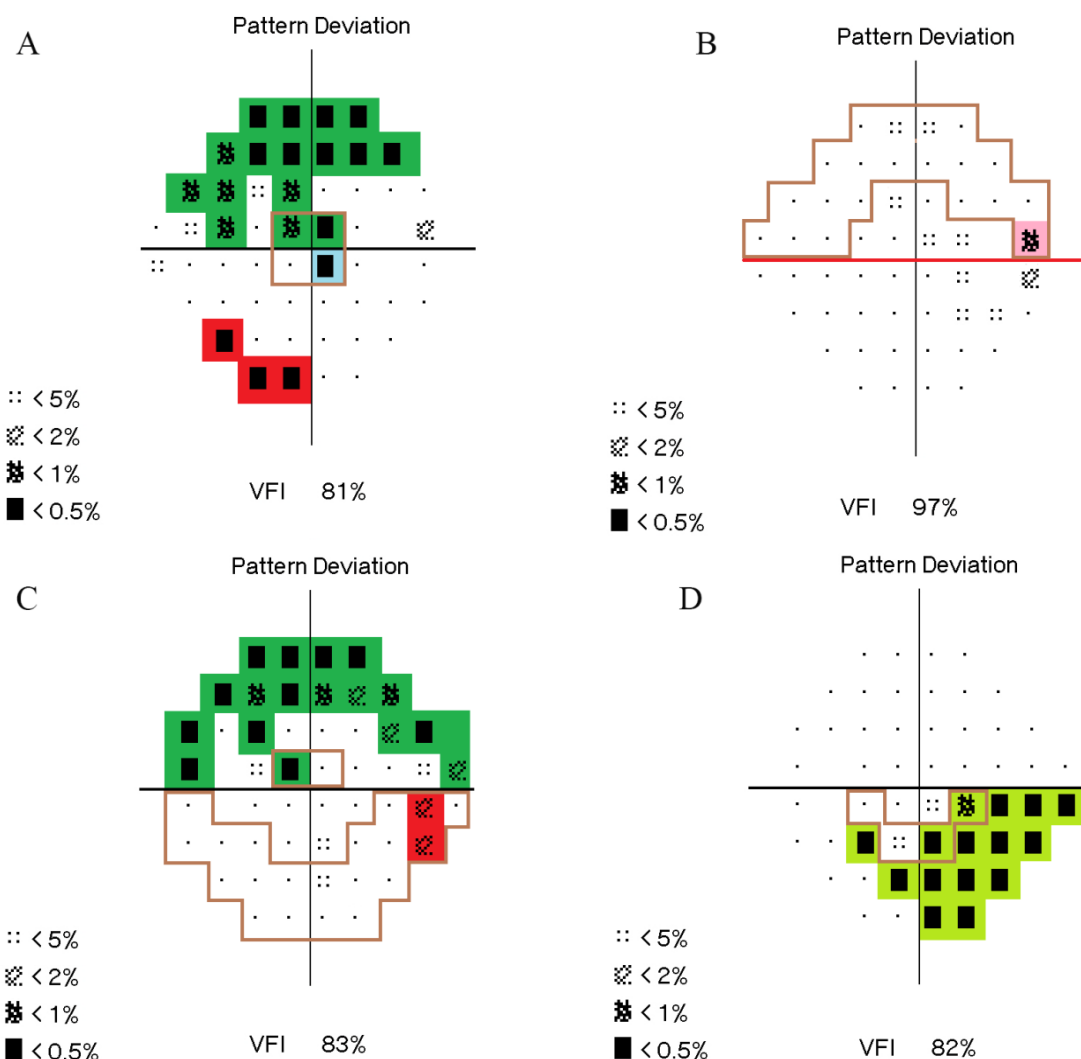 A
Pattern Deviation
< 5%
< 2%
< 1%
< 0.5%
VFI 81%
B
Pattern Deviation
< 5%
< 2%
< 1%
< 0.5%
VFI 97%
C
Pattern Deviation
< 5%
< 2%
< 1%
< 0.5%
VFI 83%
D
Pattern Deviation
< 5%
< 2%
< 1%
< 0.5%
VFI 82%